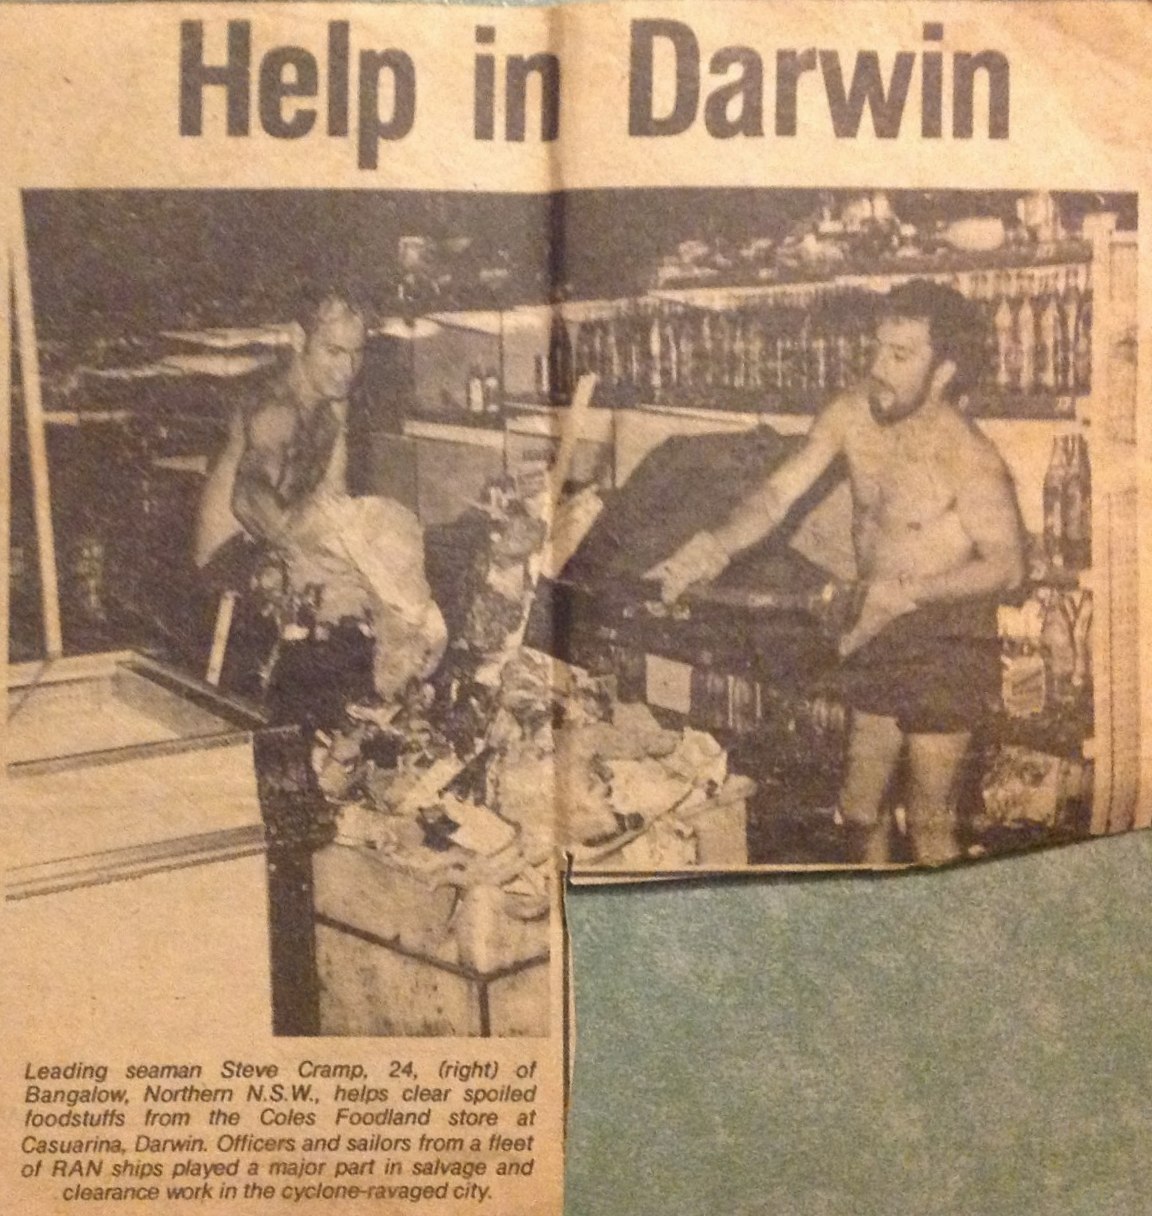 Help in Darwin
Leading seaman Steve Cramp, 24, (right) of
Bangalow, Northern N.S.W., helps clear spoiled
foodstuffs from the Coles Foodland store at
Casuarina, Darwin. Officers and sailors from a fleet
of RAN ships played a major part in salvage and
clearance work in the cyclone-ravaged city.